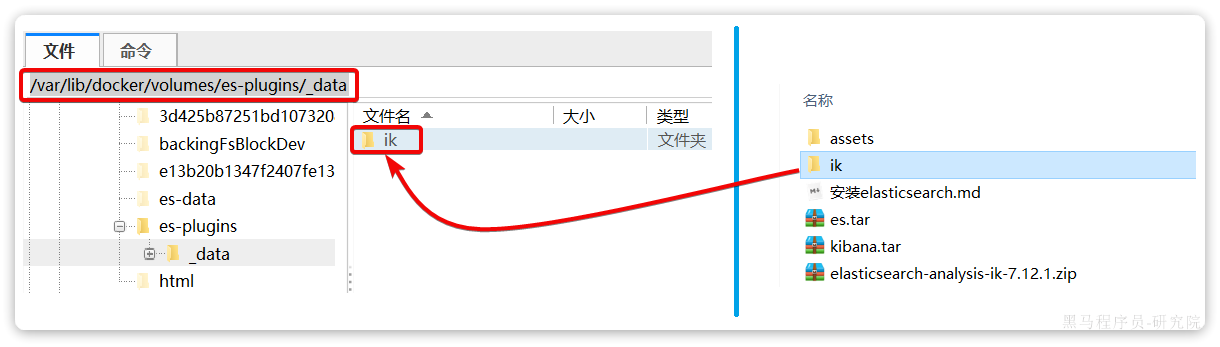 文件 命令
/var/lib/docker/volumes/es-plugins/_data
3d425b87251bd107320
backingFsBlockDev
e13b20b1347f2407fe13
es-data
es-plugins
_data
html
文件名 大小 类型
ik 文件夹
名称
assets
ik
安装elasticsearch.md
es.tar
kibana.tar
elasticsearch-analysis-ik-7.12.1.zip
黑马程序员-研究院